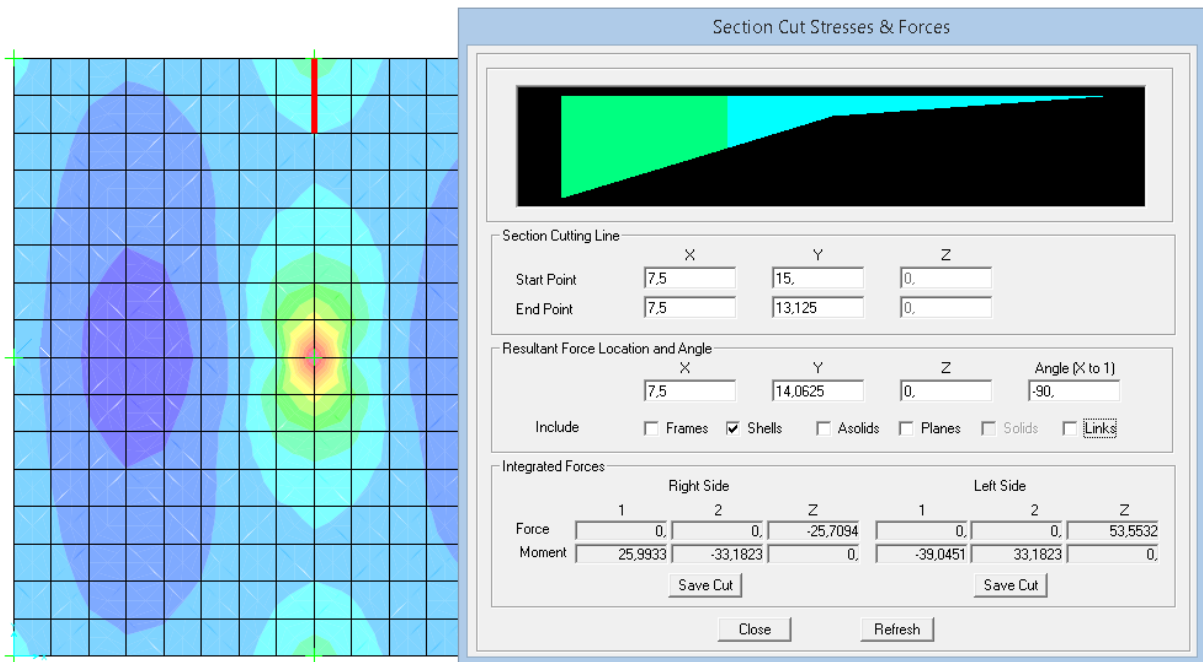 Section Cut Stresses & Forces
Section Cutting Line
X Y Z
Start Point 7,5 15, 0,
End Point 7,5 13,125 0,
Resultant Force Location and Angle
X Y Z Angle (X to 1)
7,5 14,0625 0, -90,
Include Frames Shells Asolids Planes Solids Links
Integrated Forces
Right Side Left Side
1 2 Z 1 2 Z
Force 0, 0, -25,7094 0, 0, 53,5532
Moment 25,9933 -33,1823 0, -39,0451 33,1823 0,
Save Cut Save Cut
Close Refresh